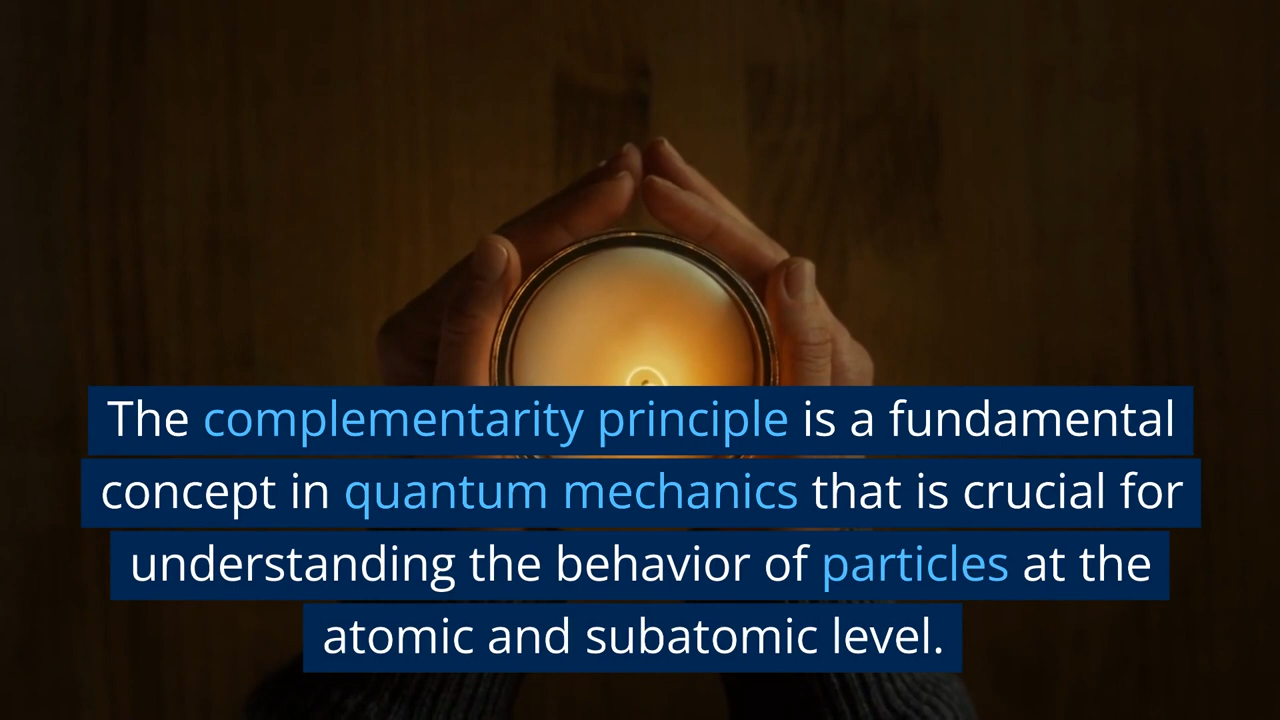 The complementarity principle is a fundamental
concept in quantum mechanics that is crucial for
understanding the behavior of particles at the
atomic and subatomic level.